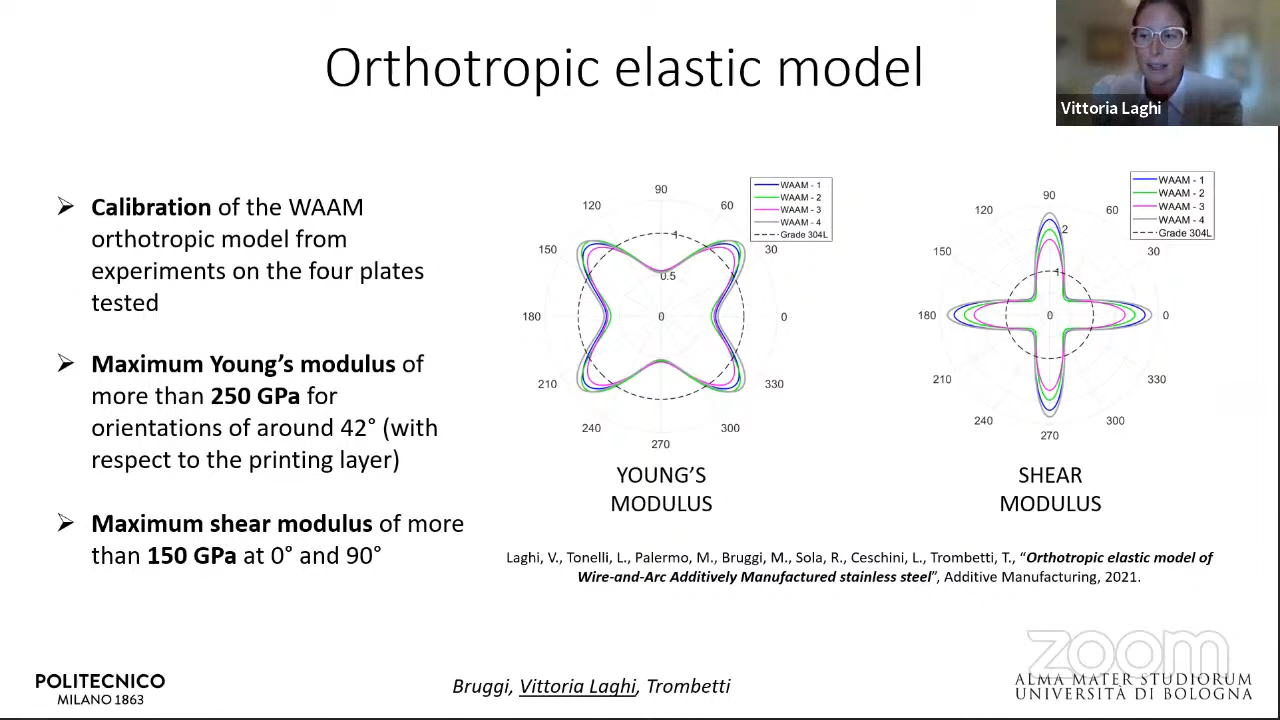 Orthotropic elastic model
Vittoria Laghi
➢ Calibration of the WAAM
orthotropic model from
experiments on the four plates
tested
➢ Maximum Young’s modulus of
more than 250 GPa for
orientations of around 42° (with
respect to the printing layer)
➢ Maximum shear modulus of more
than 150 GPa at 0° and 90°
WAAM - 1
WAAM - 2
WAAM - 3
WAAM - 4
Grade 304L
90
120
60
150
30
180
0
210
330
240
300
270
1
0.5
0
YOUNG’S
MODULUS
WAAM - 1
WAAM - 2
WAAM - 3
WAAM - 4
Grade 304L
90
120
60
150
30
180
0
210
330
240
300
270
2
1
0
SHEAR
MODULUS
Laghi, V., Tonelli, L., Palermo, M., Bruggi, M., Sola, R., Ceschini, L., Trombetti, T., “Orthotropic elastic model of
Wire-and-Arc Additively Manufactured stainless steel”, Additive Manufacturing, 2021.
POLITECNICO
MILANO 1863
Bruggi, Vittoria Laghi, Trombetti
zoom
ALMA MATER STUDIORUM
UNIVERSITÀ DI BOLOGNA